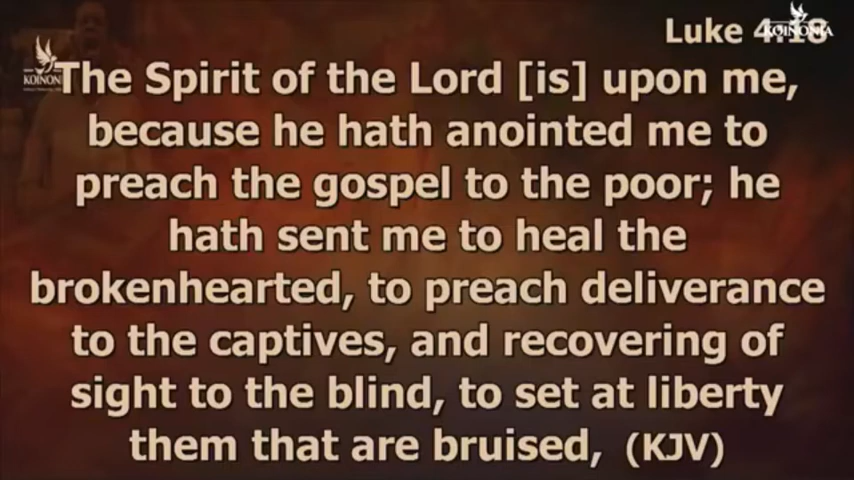 Luke 4:18
KOINONIA
KOINONIA
The Spirit of the Lord [is] upon me,
because he hath anointed me to
preach the gospel to the poor; he
hath sent me to heal the
brokenhearted, to preach deliverance
to the captives, and recovering of
sight to the blind, to set at liberty
them that are bruised, (KJV)